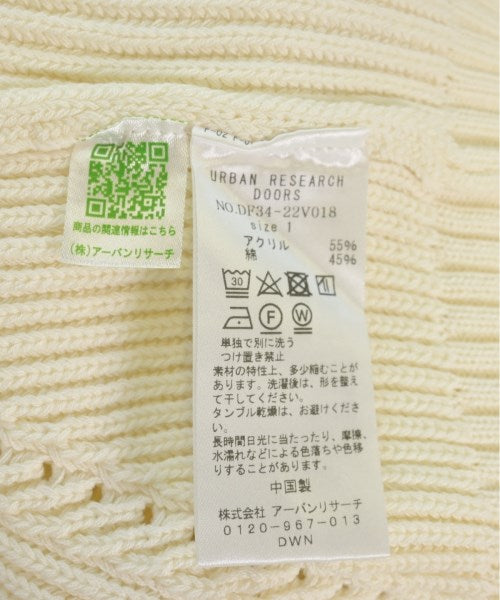 商品の関連情報はこちら
(株)アーバンリサーチ
URBAN RESEARCH
DOORS
NO.DF34-22V018
size 1
アクリル 55%
綿 45%
30
F W
単独で別に洗う
つけ置き禁止
素材の特性上、多少縮むことが
あります。洗濯後は、形を整え
て干してください。
タンブル乾燥は、お避けくださ
い。
長時間日光に当たったり、摩擦、
水濡れなどによる色落ちや色移
りすることがあります。
中国製
株式会社 アーバンリサーチ
0120-967-013
DWN